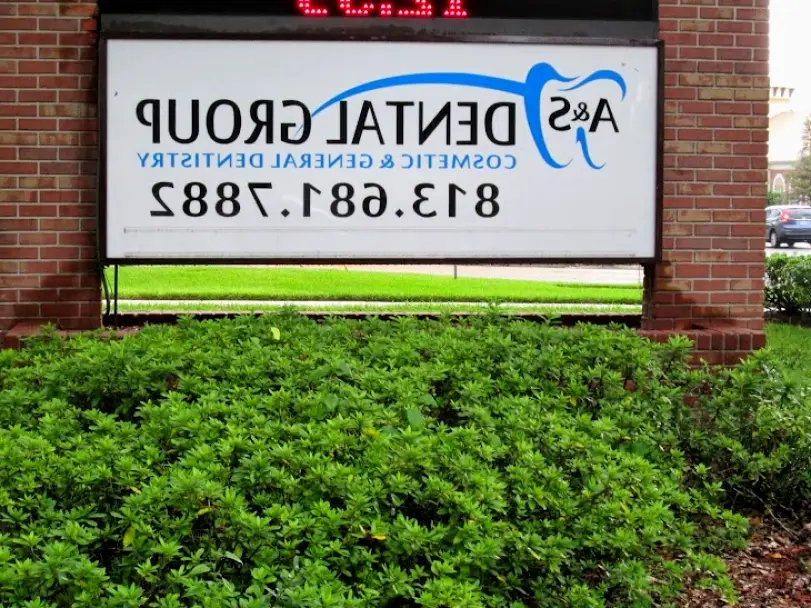 A&S DENTAL GROUP
COSMETIC & GENERAL DENTISTRY
813.681.7882